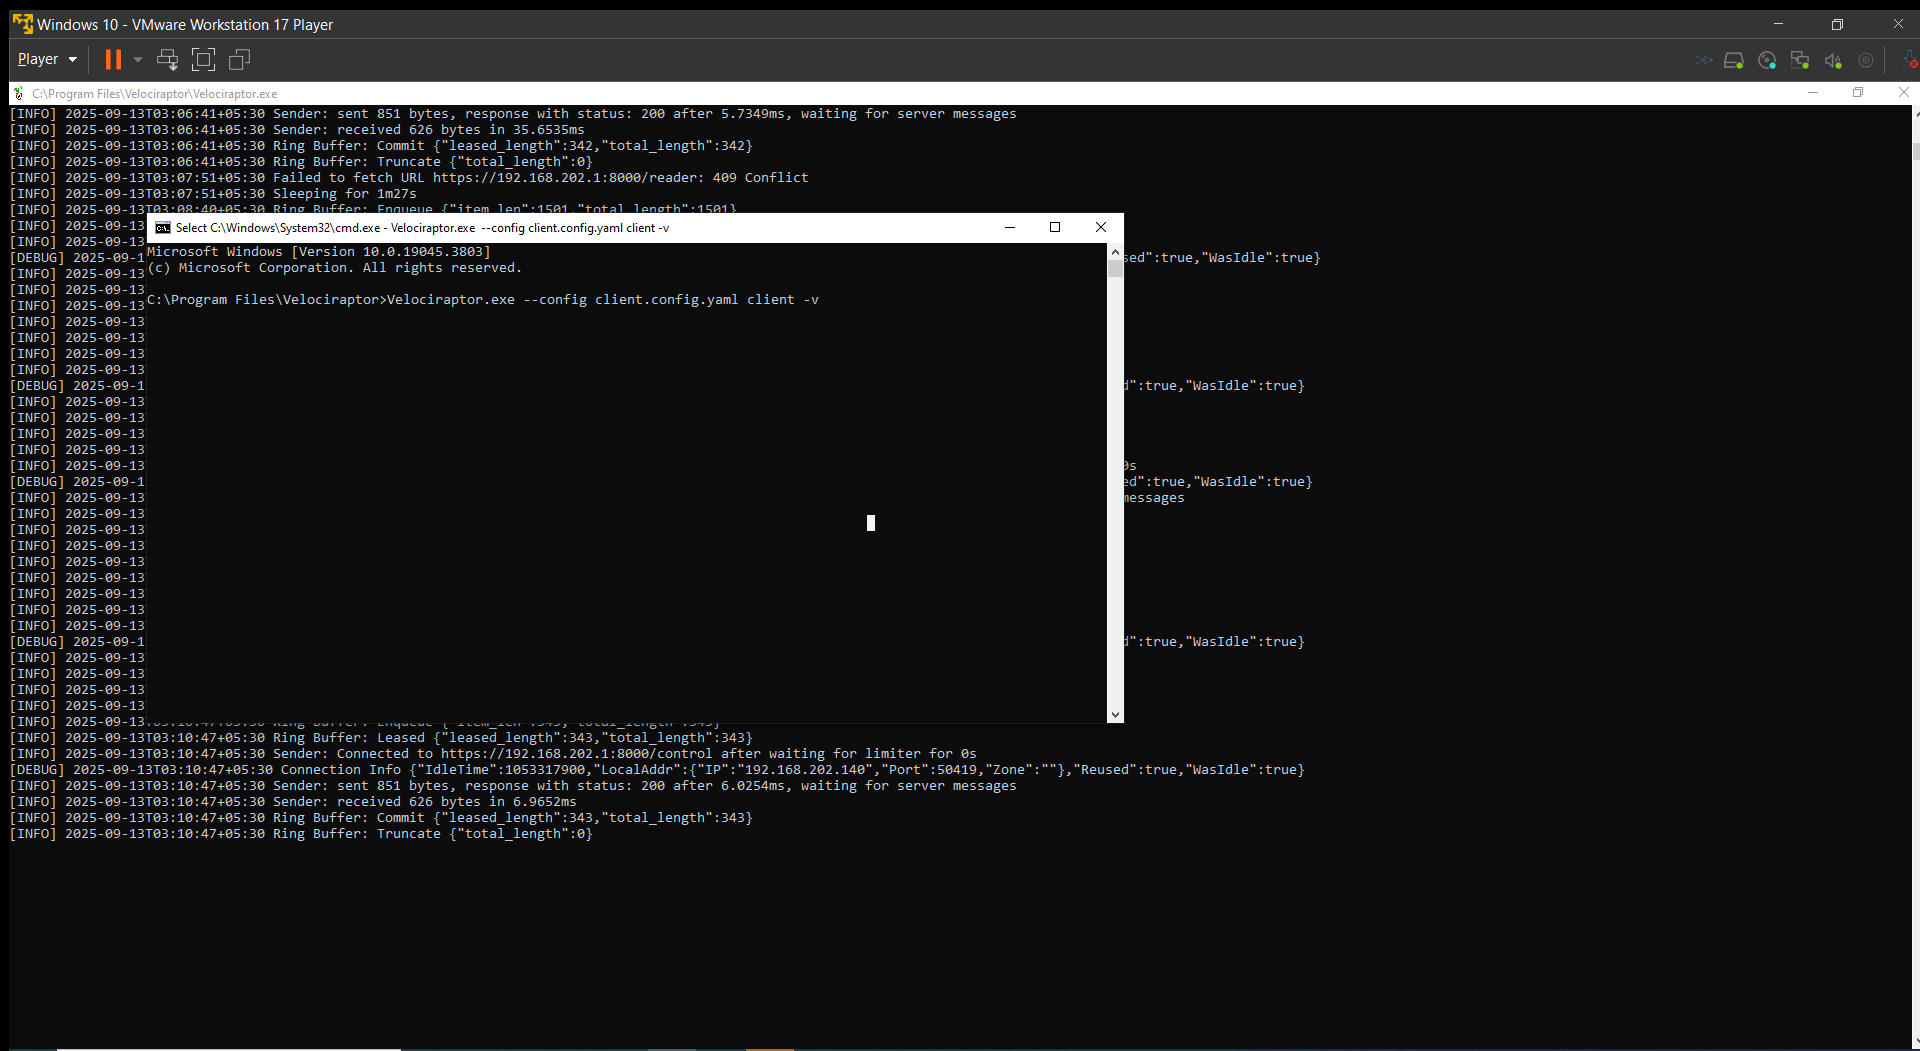 Windows 10 - VMware Workstation 17 Player
Player
C:\Program Files\Velociraptor\Velociraptor.exe
[INFO] 2025-09-13T03:06:41+05:30 Sender: sent 851 bytes, response with status: 200 after 5.7349ms, waiting for server messages
[INFO] 2025-09-13T03:06:41+05:30 Sender: received 626 bytes in 35.6535ms
[INFO] 2025-09-13T03:06:41+05:30 Ring Buffer: Commit {"leased_length":342,"total_length":342}
[INFO] 2025-09-13T03:06:41+05:30 Ring Buffer: Truncate {"total_length":0}
[INFO] 2025-09-13T03:07:51+05:30 Failed to fetch URL https://192.168.202.1:8000/reader: 409 Conflict
[INFO] 2025-09-13T03:07:51+05:30 Sleeping for 1m27s
[INFO] 2025-09-13T03:08:40+05:30 Ring Buffer: Enqueue {"item_len":1501,"total_length":1501}
[INFO] 2025-09-13
[INFO] 2025-09-13
[DEBUG] 2025-09-1 sed":true,"WasIdle":true}
[INFO] 2025-09-13
[INFO] 2025-09-13
[INFO] 2025-09-13
[INFO] 2025-09-13
[INFO] 2025-09-13
[INFO] 2025-09-13
[INFO] 2025-09-13
[DEBUG] 2025-09-1 d":true,"WasIdle":true}
[INFO] 2025-09-13
[INFO] 2025-09-13
[INFO] 2025-09-13
[INFO] 2025-09-13
[INFO] 2025-09-13 0s
[DEBUG] 2025-09-1 ed":true,"WasIdle":true}
[INFO] 2025-09-13 messages
[INFO] 2025-09-13
[INFO] 2025-09-13
[INFO] 2025-09-13
[INFO] 2025-09-13
[INFO] 2025-09-13
[INFO] 2025-09-13
[INFO] 2025-09-13
[INFO] 2025-09-13
[DEBUG] 2025-09-1 d":true,"WasIdle":true}
[INFO] 2025-09-13
[INFO] 2025-09-13
[INFO] 2025-09-13
[INFO] 2025-09-13
[INFO] 2025-09-13T03:10:47+05:30 Ring Buffer: Enqueue {"item_len":343,"total_length":343}
[INFO] 2025-09-13T03:10:47+05:30 Ring Buffer: Leased {"leased_length":343,"total_length":343}
[INFO] 2025-09-13T03:10:47+05:30 Sender: Connected to https://192.168.202.1:8000/control after waiting for limiter for 0s
[DEBUG] 2025-09-13T03:10:47+05:30 Connection Info {"IdleTime":1053317900,"LocalAddr":{"IP":"192.168.202.140","Port":50419,"Zone":""},"Reused":true,"WasIdle":true}
[INFO] 2025-09-13T03:10:47+05:30 Sender: sent 851 bytes, response with status: 200 after 6.0254ms, waiting for server messages
[INFO] 2025-09-13T03:10:47+05:30 Sender: received 626 bytes in 6.9652ms
[INFO] 2025-09-13T03:10:47+05:30 Ring Buffer: Commit {"leased_length":343,"total_length":343}
[INFO] 2025-09-13T03:10:47+05:30 Ring Buffer: Truncate {"total_length":0}
Select C:\Windows\System32\cmd.exe - Velociraptor.exe --config client.config.yaml client -v
Microsoft Windows [Version 10.0.19045.3803]
(c) Microsoft Corporation. All rights reserved.
C:\Program Files\Velociraptor>Velociraptor.exe --config client.config.yaml client -v